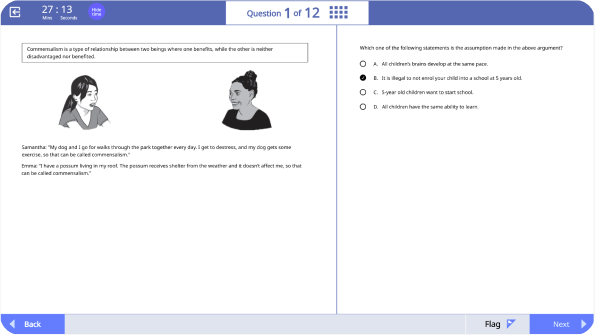 27 : 13
Mins Seconds
Hide time
Question 1 of 12
Commensalism is a type of relationship between two beings where one benefits, while the other is neither
disadvantaged nor benefited.
Samantha: "My dog and I go for walks through the park together every day. I get to destress, and my dog gets some
exercise, so that can be called commensalism."
Emma: "I have a possum living in my roof. The possum receives shelter from the weather and it doesn't affect me, so that
can be called commensalism."
Which one of the following statements is the assumption made in the above argument?
A. All children's brains develop at the same pace.
B. It is illegal to not enrol your child into a school at 5 years old.
C. 5-year old children want to start school.
D. All children have the same ability to learn.
Back
Flag
Next